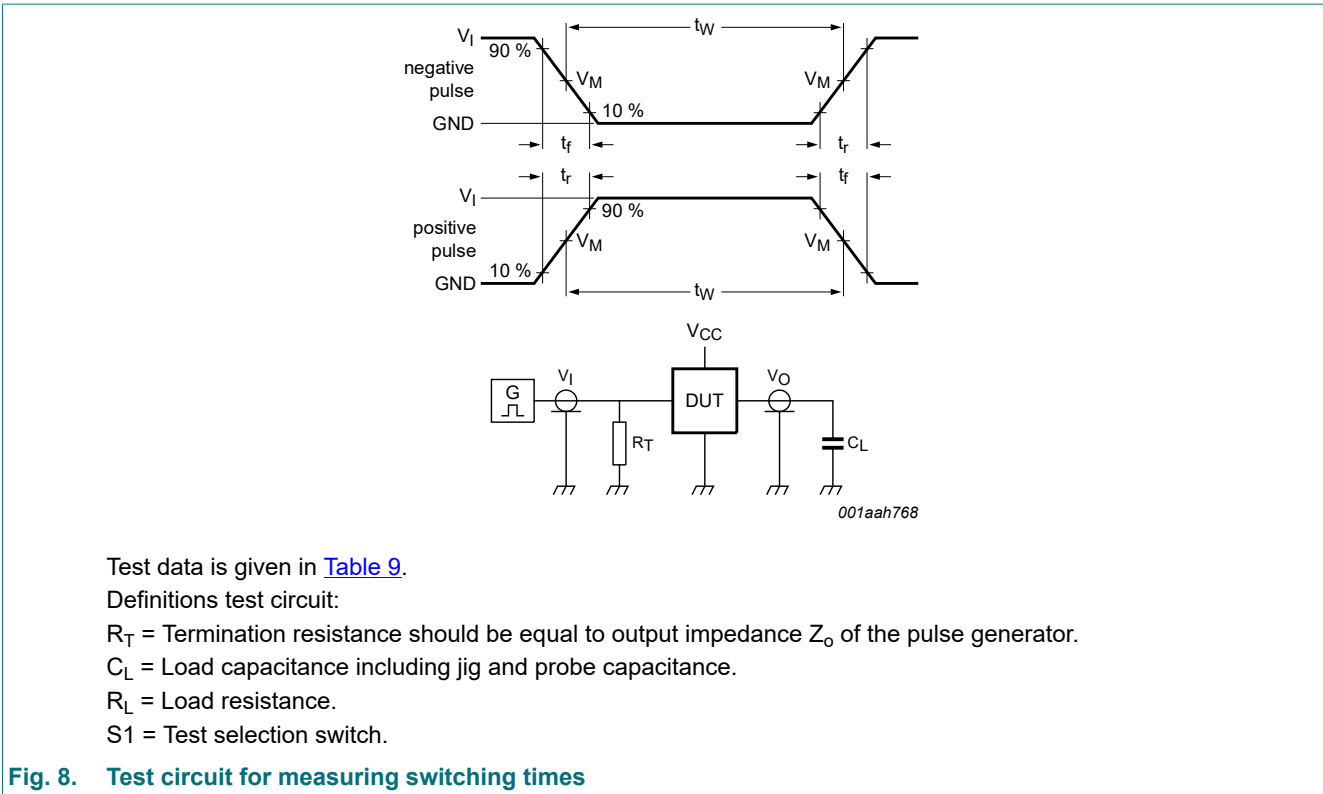 tW
VI
90 %
negative
pulse
VM
VM
10 %
GND
tf
tr
tr
tf
VI
90 %
positive
pulse
VM
VM
10 %
GND
tW
VCC
G
VI
DUT
VO
RT
CL
001aah768
Test data is given in Table 9.
Definitions test circuit:
RT = Termination resistance should be equal to output impedance Zo of the pulse generator.
CL = Load capacitance including jig and probe capacitance.
RL = Load resistance.
S1 = Test selection switch.
Fig. 8. Test circuit for measuring switching times